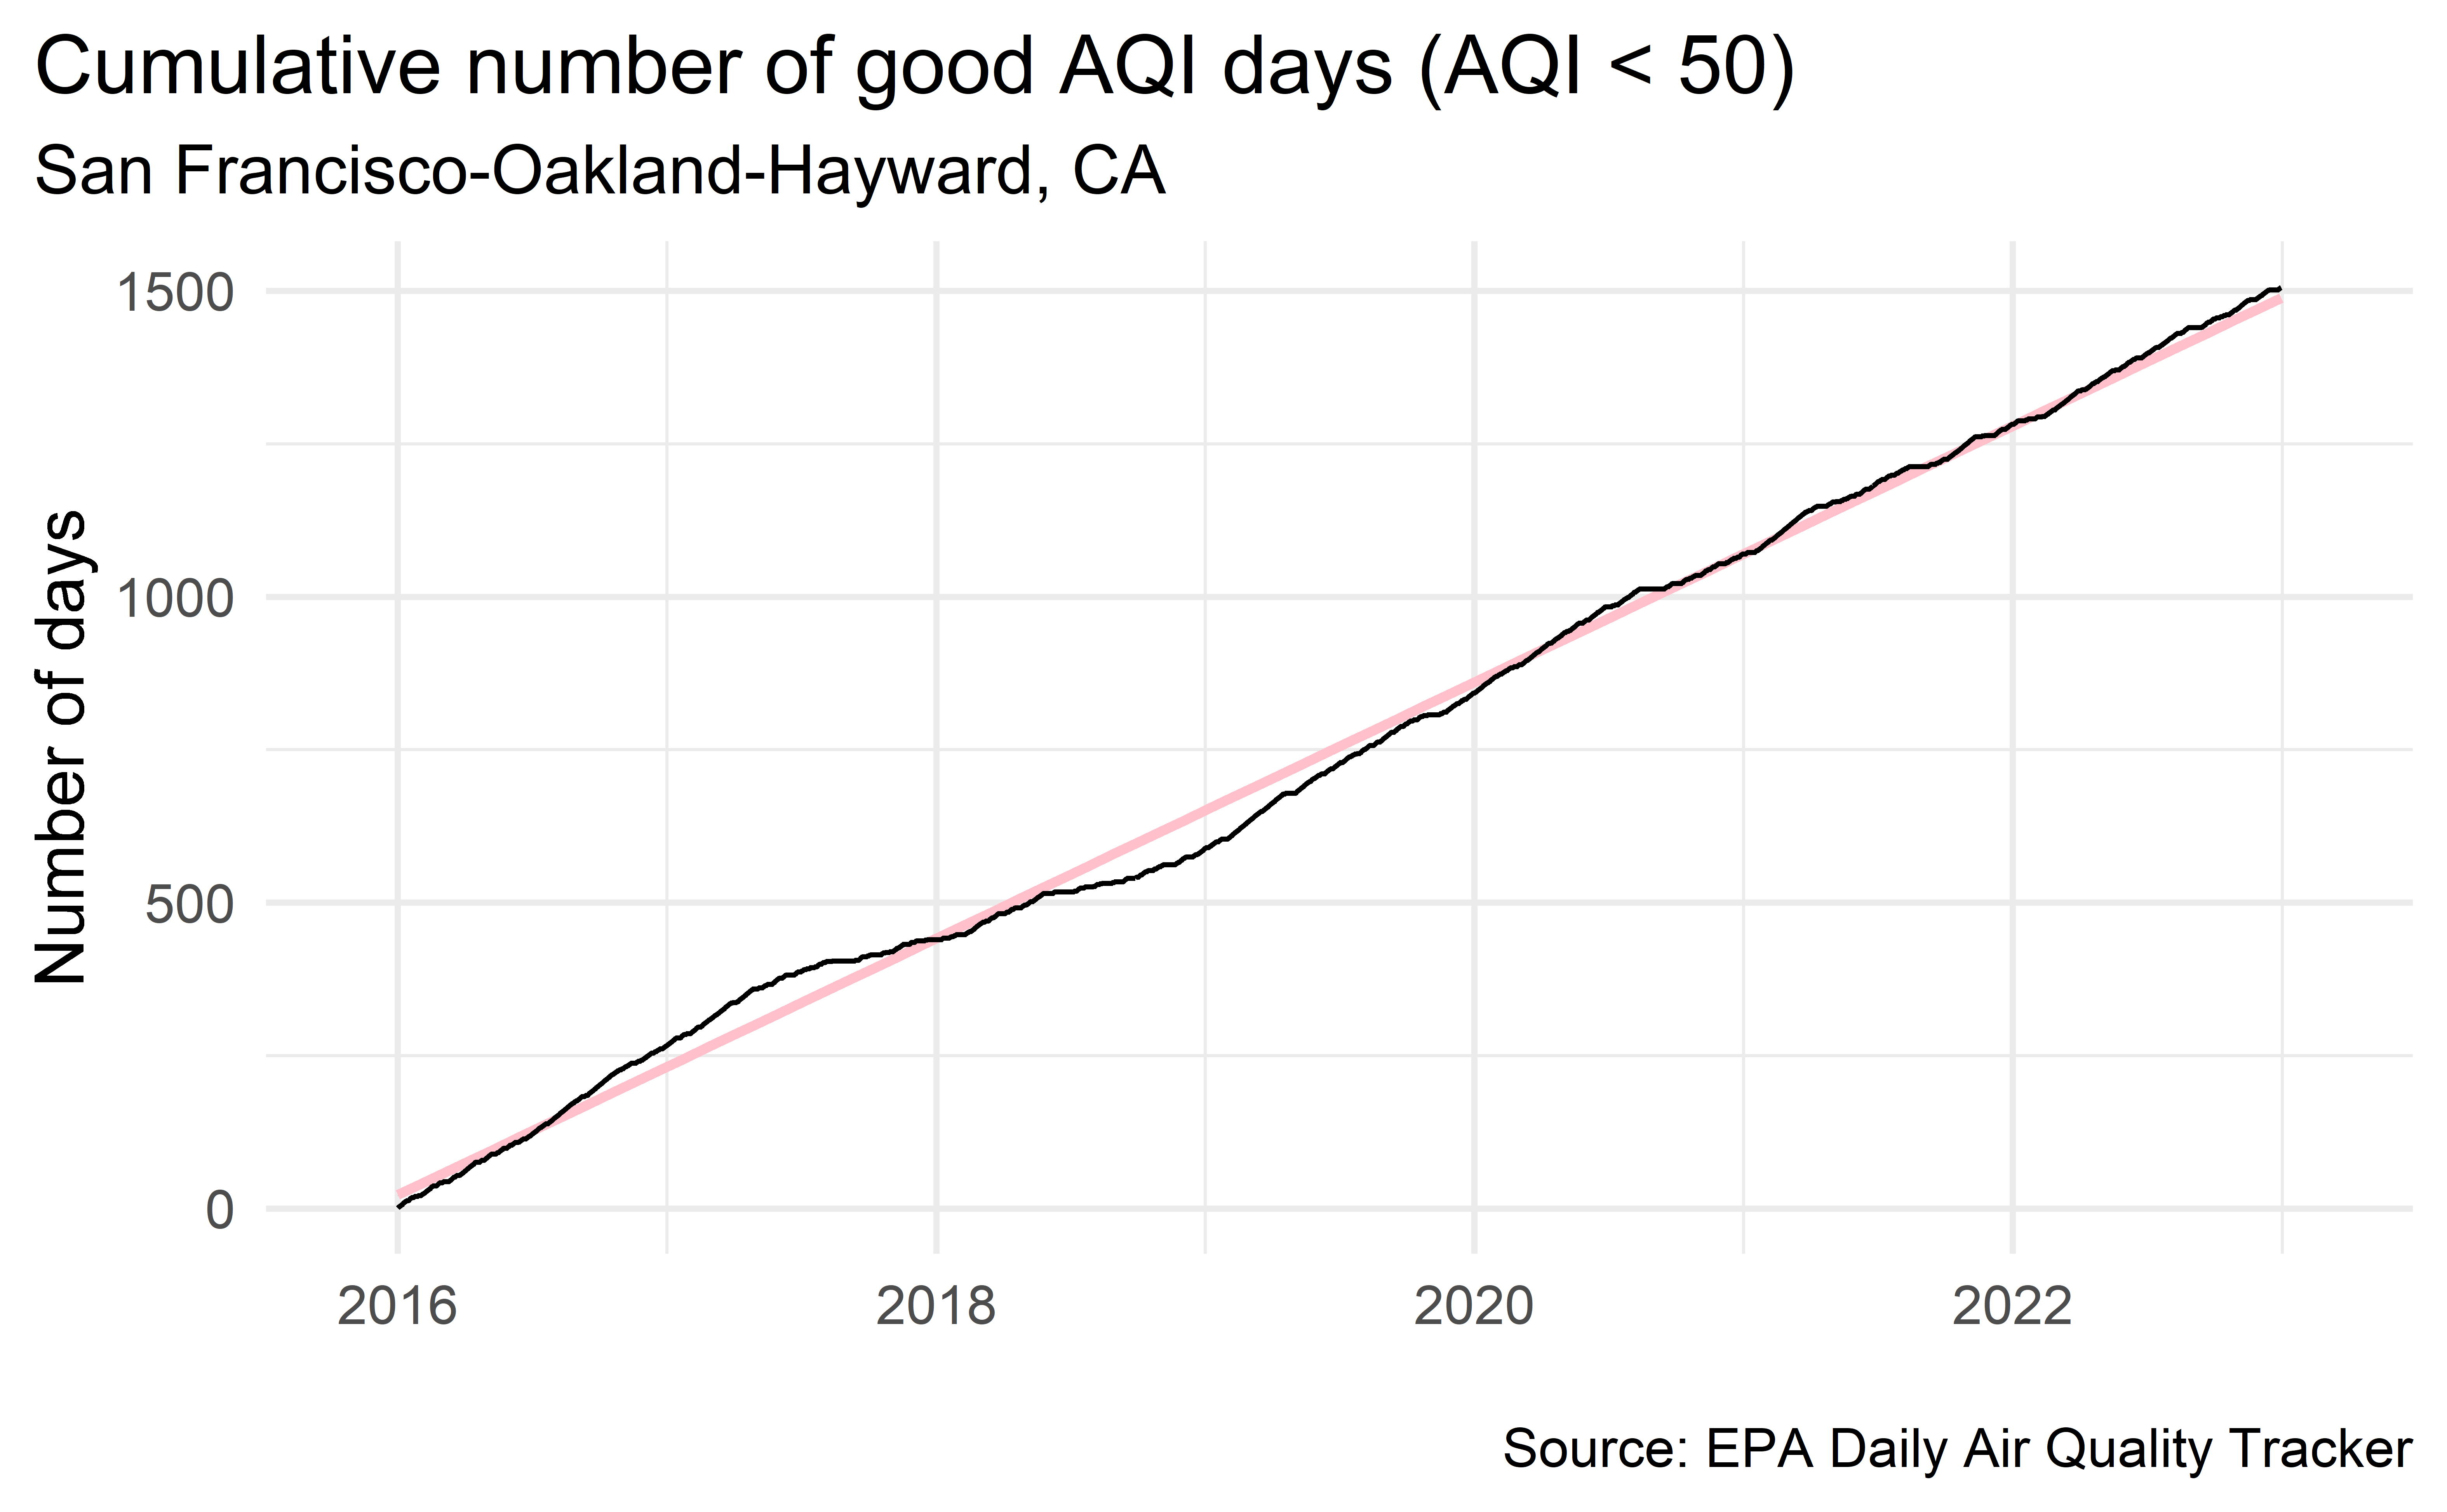 Cumulative number of good AQI days (AQI < 50)
San Francisco-Oakland-Hayward, CA
Number of days
1500
1000
500
0
2016
2018
2020
2022
Source: EPA Daily Air Quality Tracker